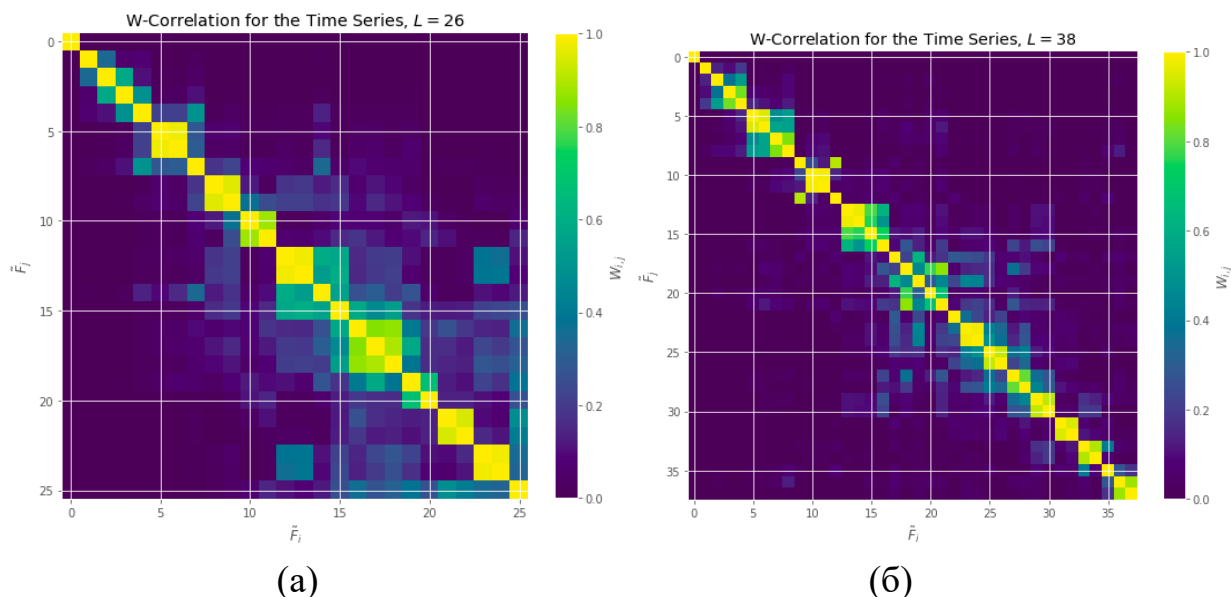 W-Correlation for the Time Series, L = 26
0
5
10
15
20
25
0 5 10 15 20 25
F̃ⱼ
F̃ᵢ
1.0
0.8
0.6
0.4
0.2
0.0
Wᵢ,ⱼ
(а)
W-Correlation for the Time Series, L = 38
0
5
10
15
20
25
30
35
0 5 10 15 20 25 30 35
F̃ⱼ
F̃ᵢ
1.0
0.8
0.6
0.4
0.2
0.0
Wᵢ,ⱼ
(б)